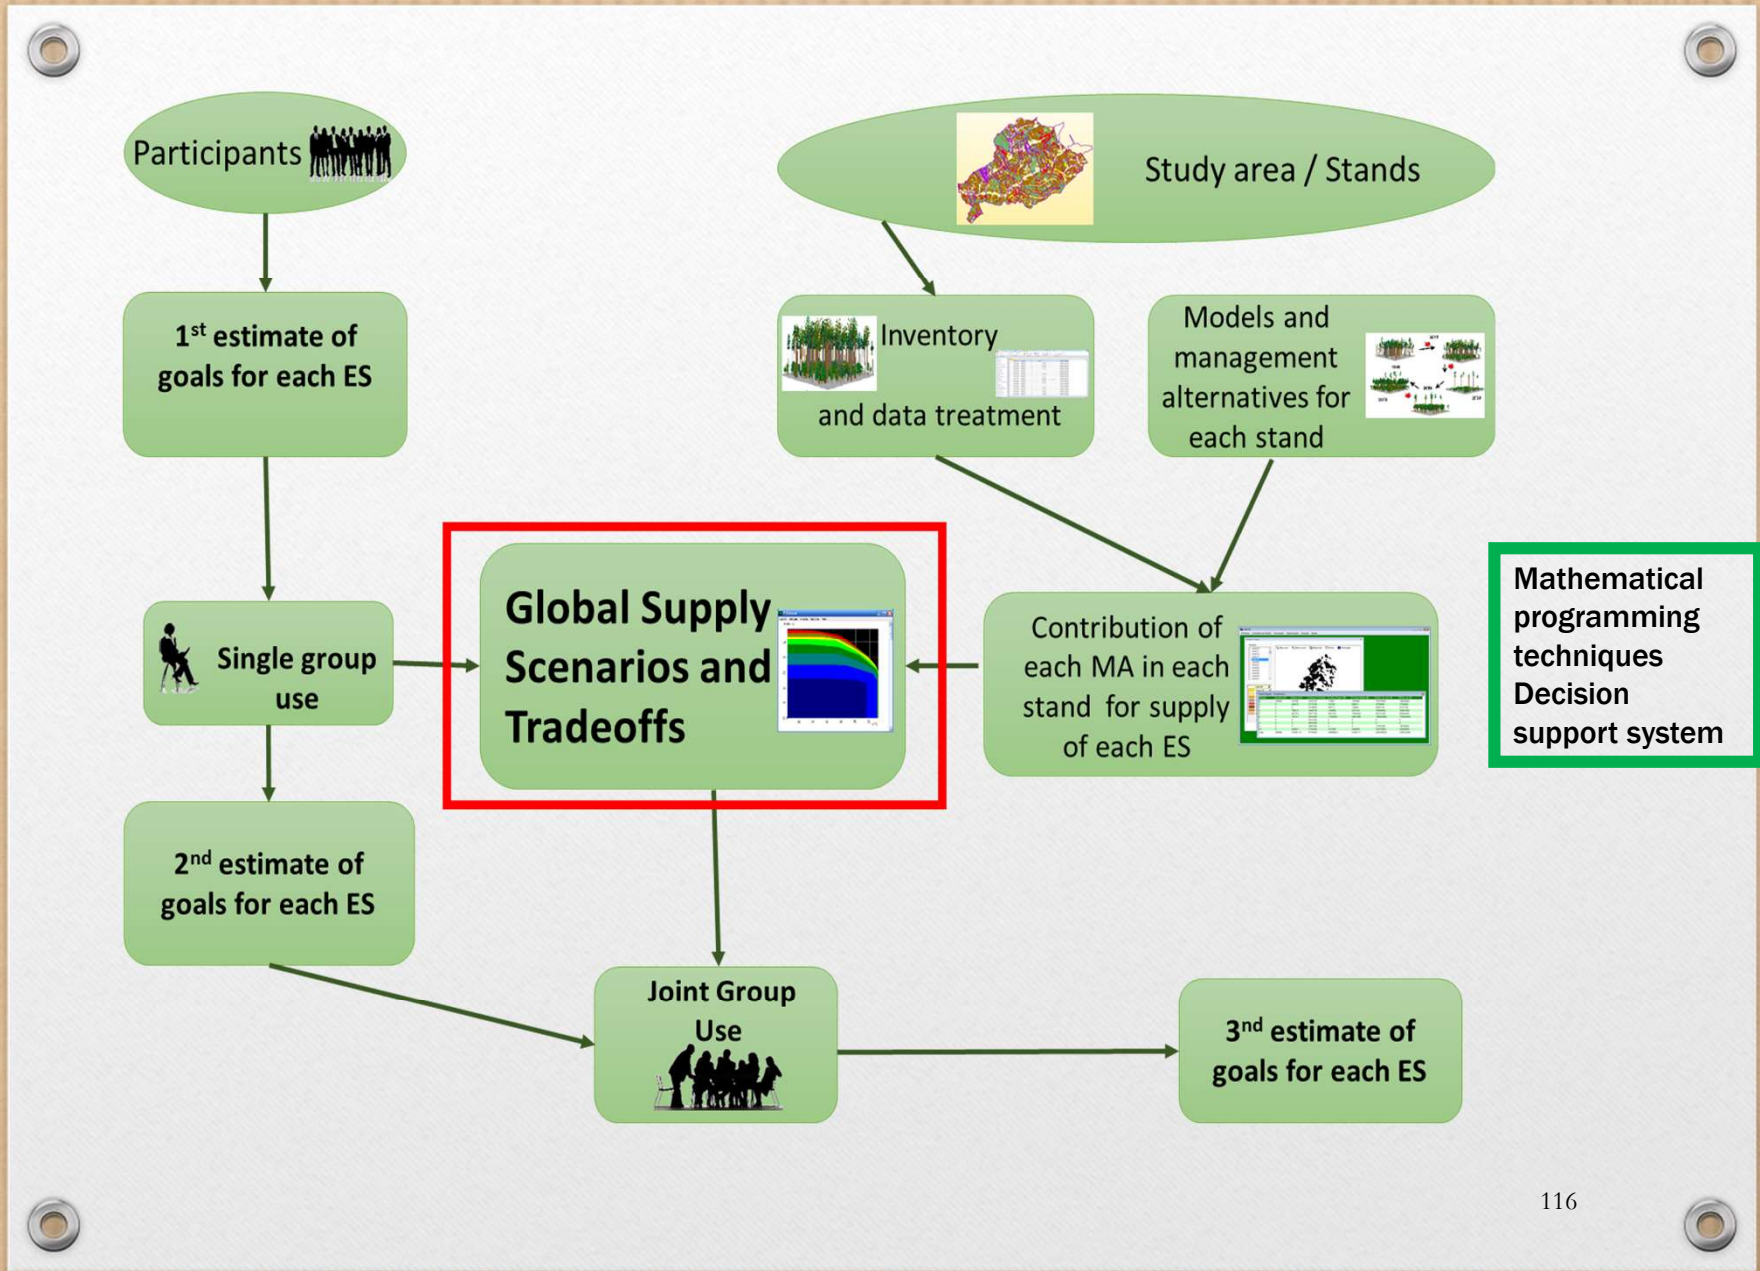 Participants
Study area / Stands
1st estimate of
goals for each ES
Inventory
and data treatment
Models and
management
alternatives for
each stand
Single group
use
Global Supply
Scenarios and
Tradeoffs
Contribution of
each MA in each
stand for supply
of each ES
Mathematical
programming
techniques
Decision
support system
2nd estimate of
goals for each ES
Joint Group
Use
3nd estimate of
goals for each ES
116